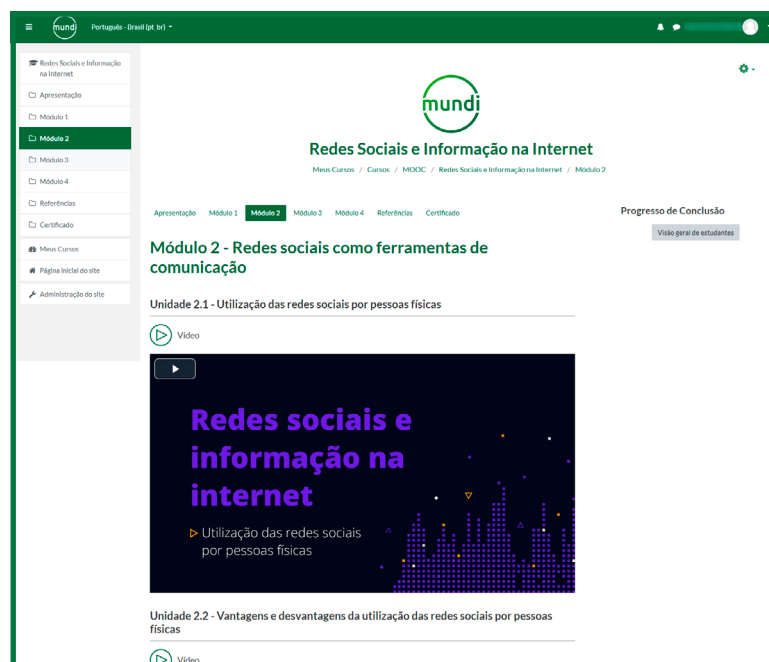 mundi
Português - Brasil (pt_br)
Redes Sociais e Informação
na Internet
Apresentação
Módulo 1
Módulo 2
Módulo 3
Módulo 4
Referências
Certificado
Meus Cursos
Página inicial do site
Administração do site
mundi
Redes Sociais e Informação na Internet
Meus Cursos / Cursos / MOOC / Redes Sociais e Informação na Internet / Módulo 2
Apresentação Módulo 1 Módulo 2 Módulo 3 Módulo 4 Referências Certificado
Progresso de Conclusão
Visão geral de estudantes
Módulo 2 - Redes sociais como ferramentas de
comunicação
Unidade 2.1 - Utilização das redes sociais por pessoas físicas
Vídeo
Redes sociais e
informação na
internet
Utilização das redes sociais
por pessoas físicas
Unidade 2.2 - Vantagens e desvantagens da utilização das redes sociais por pessoas
físicas
Vídeo